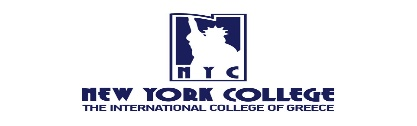 NYC
NEW YORK COLLEGE
THE INTERNATIONAL COLLEGE OF GREECE